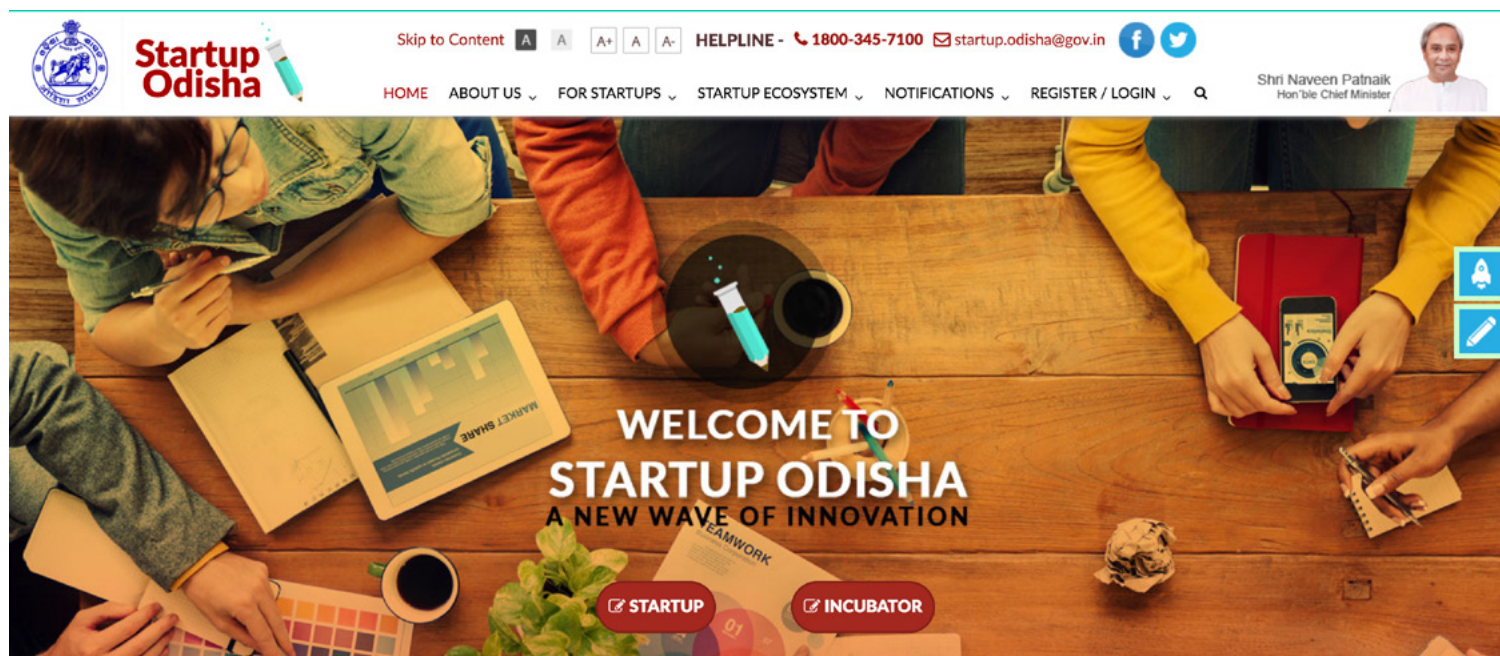 Startup
Odisha
Skip to Content A A A+ A A- HELPLINE - 1800-345-7100 startup.odisha@gov.in
HOME ABOUT US FOR STARTUPS STARTUP ECOSYSTEM NOTIFICATIONS REGISTER / LOGIN
Shri Naveen Patnaik
Hon'ble Chief Minister
MARKET SHARE
WELCOME TO
STARTUP ODISHA
A NEW WAVE OF INNOVATION
TEAMWORK
01
STARTUP
INCUBATOR